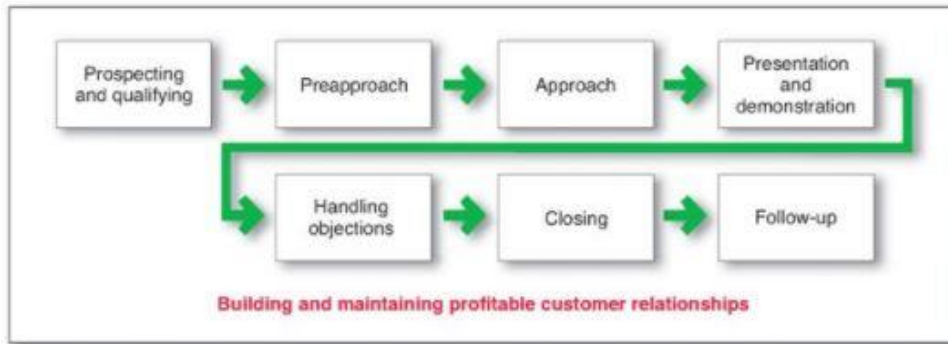 Prospecting
and qualifying
Preapproach
Approach
Presentation
and
demonstration
Handling
objections
Closing
Follow-up
Building and maintaining profitable customer relationships